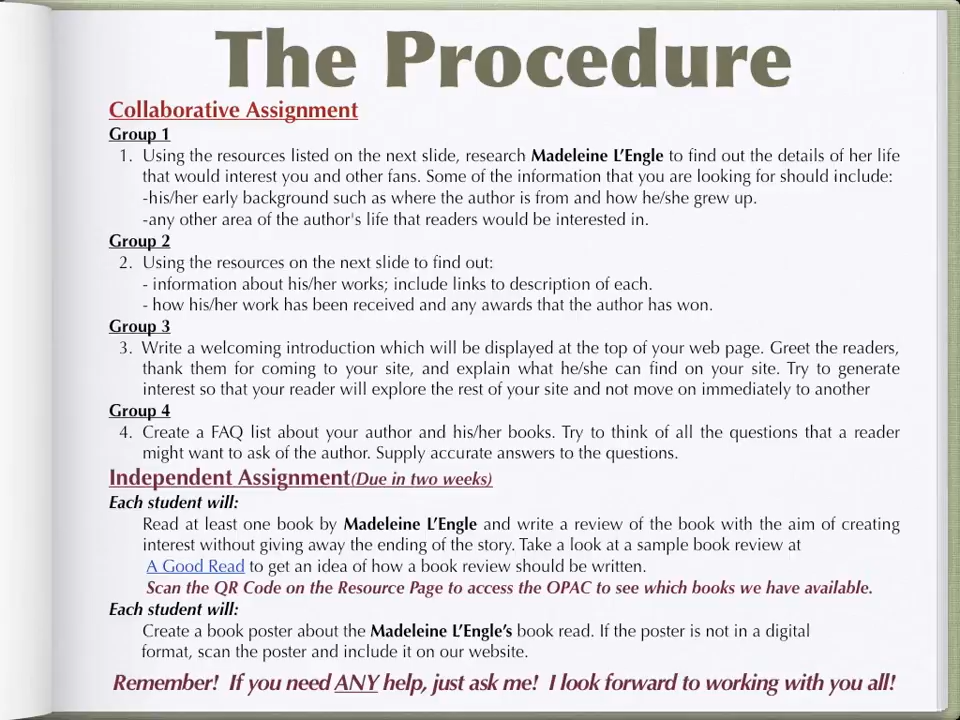 The Procedure
Collaborative Assignment
Group 1
1. Using the resources listed on the next slide, research Madeleine L’Engle to find out the details of her life
that would interest you and other fans. Some of the information that you are looking for should include:
-his/her early background such as where the author is from and how he/she grew up.
-any other area of the author's life that readers would be interested in.
Group 2
2. Using the resources on the next slide to find out:
- information about his/her works; include links to description of each.
- how his/her work has been received and any awards that the author has won.
Group 3
3. Write a welcoming introduction which will be displayed at the top of your web page. Greet the readers,
thank them for coming to your site, and explain what he/she can find on your site. Try to generate
interest so that your reader will explore the rest of your site and not move on immediately to another
Group 4
4. Create a FAQ list about your author and his/her books. Try to think of all the questions that a reader
might want to ask of the author. Supply accurate answers to the questions.
Independent Assignment(Due in two weeks)
Each student will:
Read at least one book by Madeleine L’Engle and write a review of the book with the aim of creating
interest without giving away the ending of the story. Take a look at a sample book review at
A Good Read to get an idea of how a book review should be written.
Scan the QR Code on the Resource Page to access the OPAC to see which books we have available.
Each student will:
Create a book poster about the Madeleine L’Engle’s book read. If the poster is not in a digital
format, scan the poster and include it on our website.
Remember! If you need ANY help, just ask me! I look forward to working with you all!